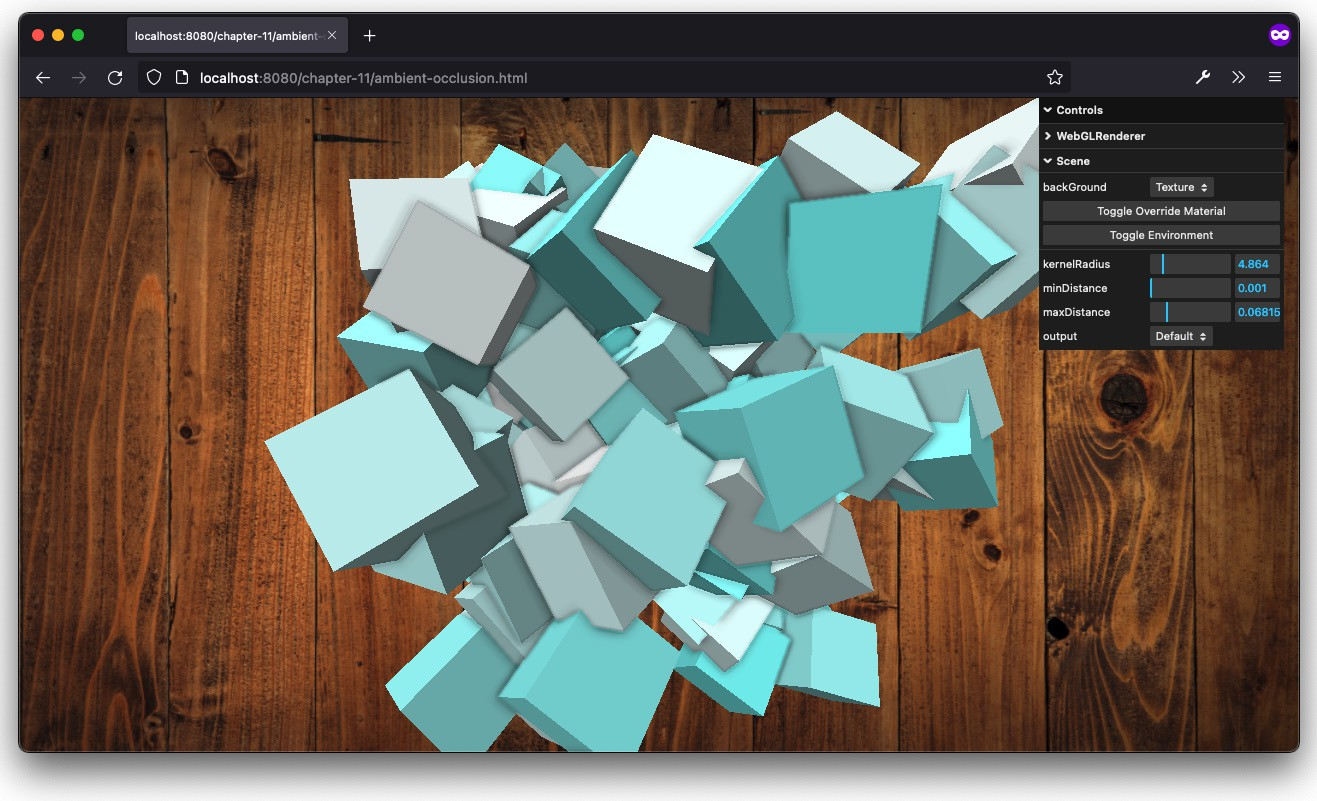 localhost:8080/chapter-11/ambient-
localhost:8080/chapter-11/ambient-occlusion.html
Controls
WebGLRenderer
Scene
backGround Texture
Toggle Override Material
Toggle Environment
kernelRadius 4.864
minDistance 0.001
maxDistance 0.06815
output Default